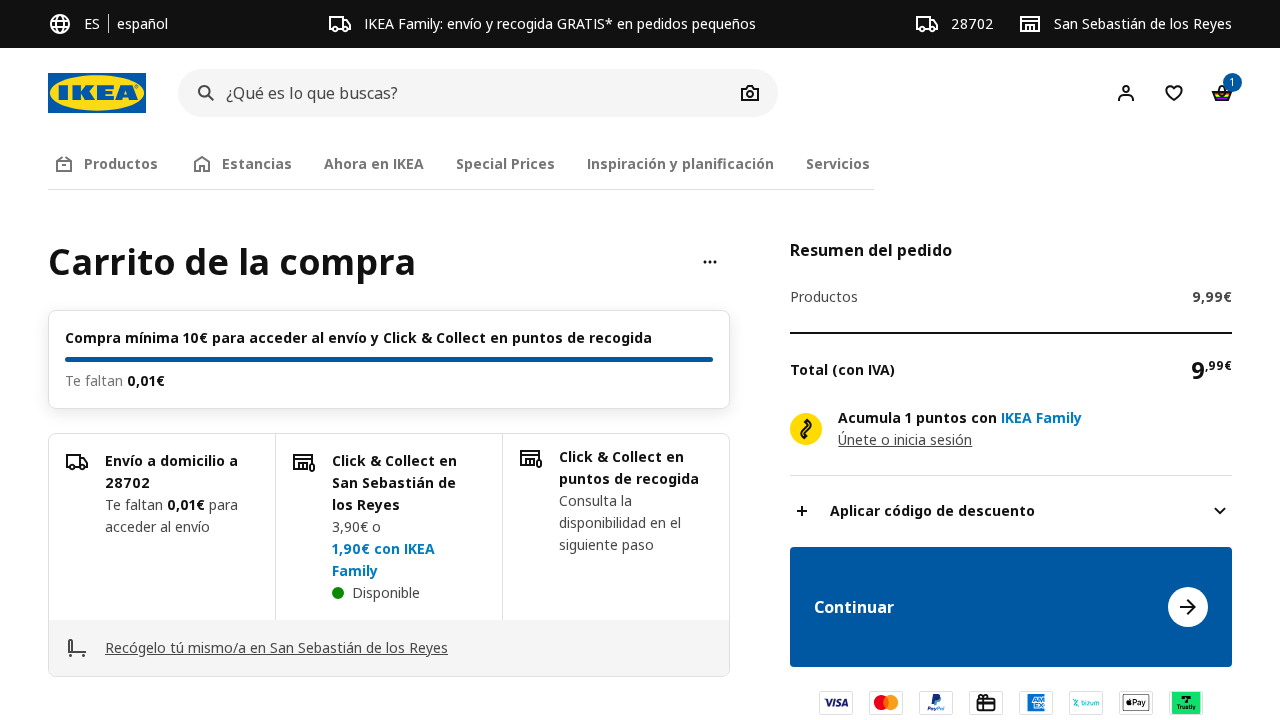 ES español
IKEA Family: envío y recogida GRATIS* en pedidos pequeños
28702
San Sebastián de los Reyes
IKEA
¿Qué es lo que buscas?
1
Productos
Estancias
Ahora en IKEA
Special Prices
Inspiración y planificación
Servicios
Carrito de la compra
Compra mínima 10€ para acceder al envío y Click & Collect en puntos de recogida
Te faltan 0,01€
Envío a domicilio a
28702
Te faltan 0,01€ para
acceder al envío
Click & Collect en
San Sebastián de
los Reyes
3,90€ o
1,90€ con IKEA
Family
Disponible
Click & Collect en
puntos de recogida
Consulta la
disponibilidad en el
siguiente paso
Recógelo tú mismo/a en San Sebastián de los Reyes
Resumen del pedido
Productos 9,99€
Total (con IVA) 9,99€
Acumula 1 puntos con IKEA Family
Únete o inicia sesión
Aplicar código de descuento
Continuar
VISA
PayPal
AM
EX
bizum
Pay
Trustly